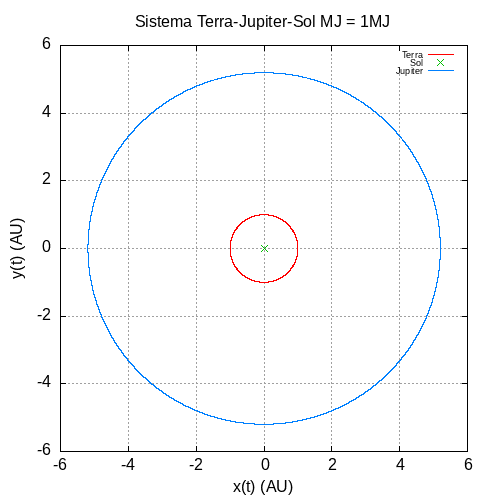 Sistema Terra-Jupiter-Sol MJ = 1MJ
Terra
Sol
Jupiter
6
4
2
0
-2
-4
-6
y(t) (AU)
-6 -4 -2 0 2 4 6
x(t) (AU)